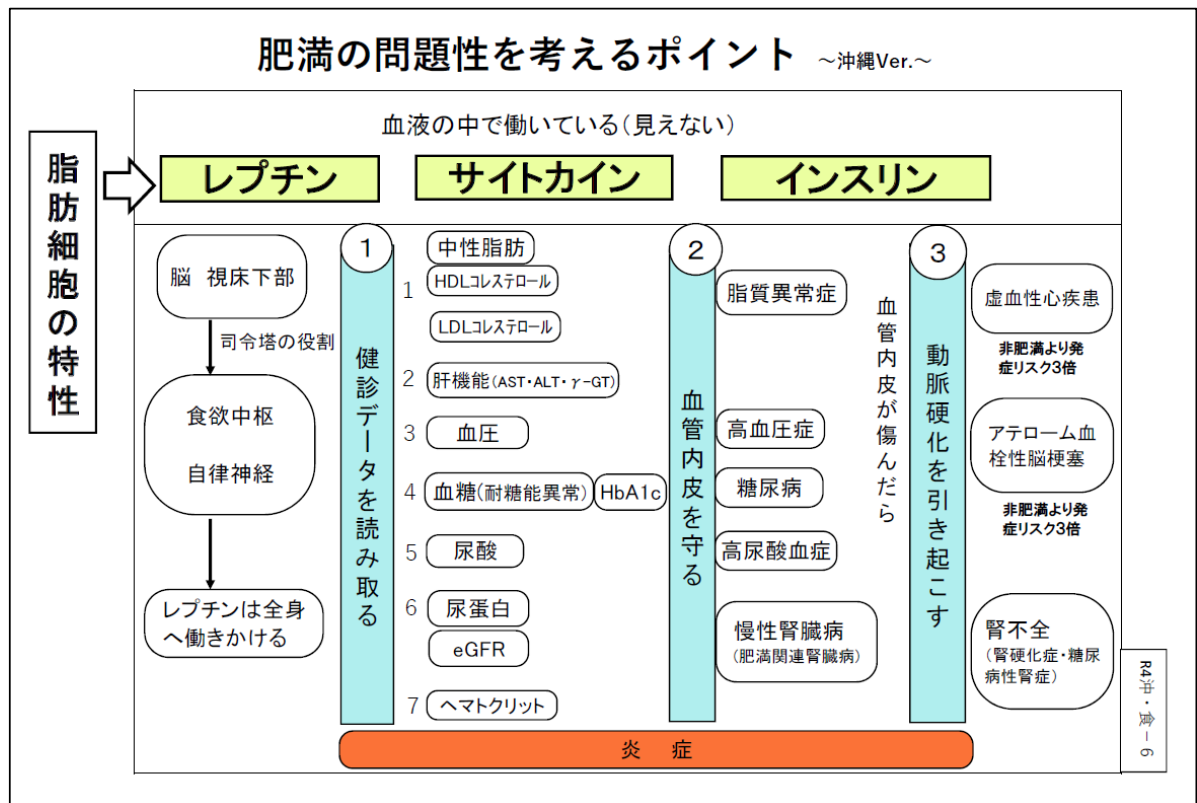 肥満の問題性を考えるポイント ～沖縄Ver.～
血液の中で働いている(見えない)
脂肪細胞の特性
レプチン
サイトカイン
インスリン
脳 視床下部
司令塔の役割
食欲中枢
自律神経
レプチンは全身
へ働きかける
1
健診データを読み取る
1
中性脂肪
HDLコレステロール
LDLコレステロール
2 肝機能(AST・ALT・γ-GT)
3 血圧
4 血糖(耐糖能異常) HbA1c
5 尿酸
6 尿蛋白
eGFR
7 ヘマトクリット
2
血管内皮を守る
脂質異常症
高血圧症
糖尿病
高尿酸血症
慢性腎臓病
(肥満関連腎臓病)
血管内皮が傷んだら
3
動脈硬化を引き起こす
虚血性心疾患
非肥満より発
症リスク3倍
アテローム血
栓性脳梗塞
非肥満より発
症リスク3倍
腎不全
(腎硬化症・糖尿
病性腎症)
炎 症
R4沖・食－6